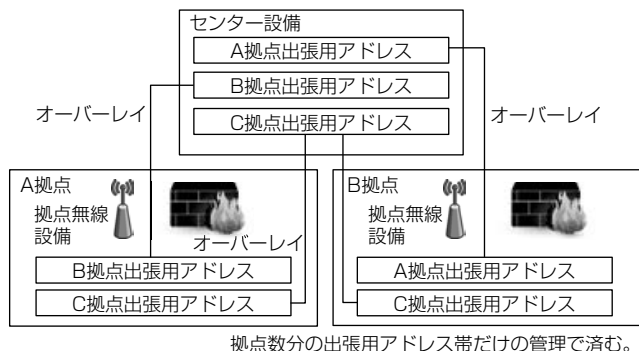 センター設備
A拠点出張用アドレス
B拠点出張用アドレス
C拠点出張用アドレス
オーバーレイ
オーバーレイ
A拠点
拠点無線
設備
オーバーレイ
B拠点出張用アドレス
C拠点出張用アドレス
B拠点
拠点無線
設備
A拠点出張用アドレス
C拠点出張用アドレス
拠点数分の出張用アドレス帯だけの管理で済む。